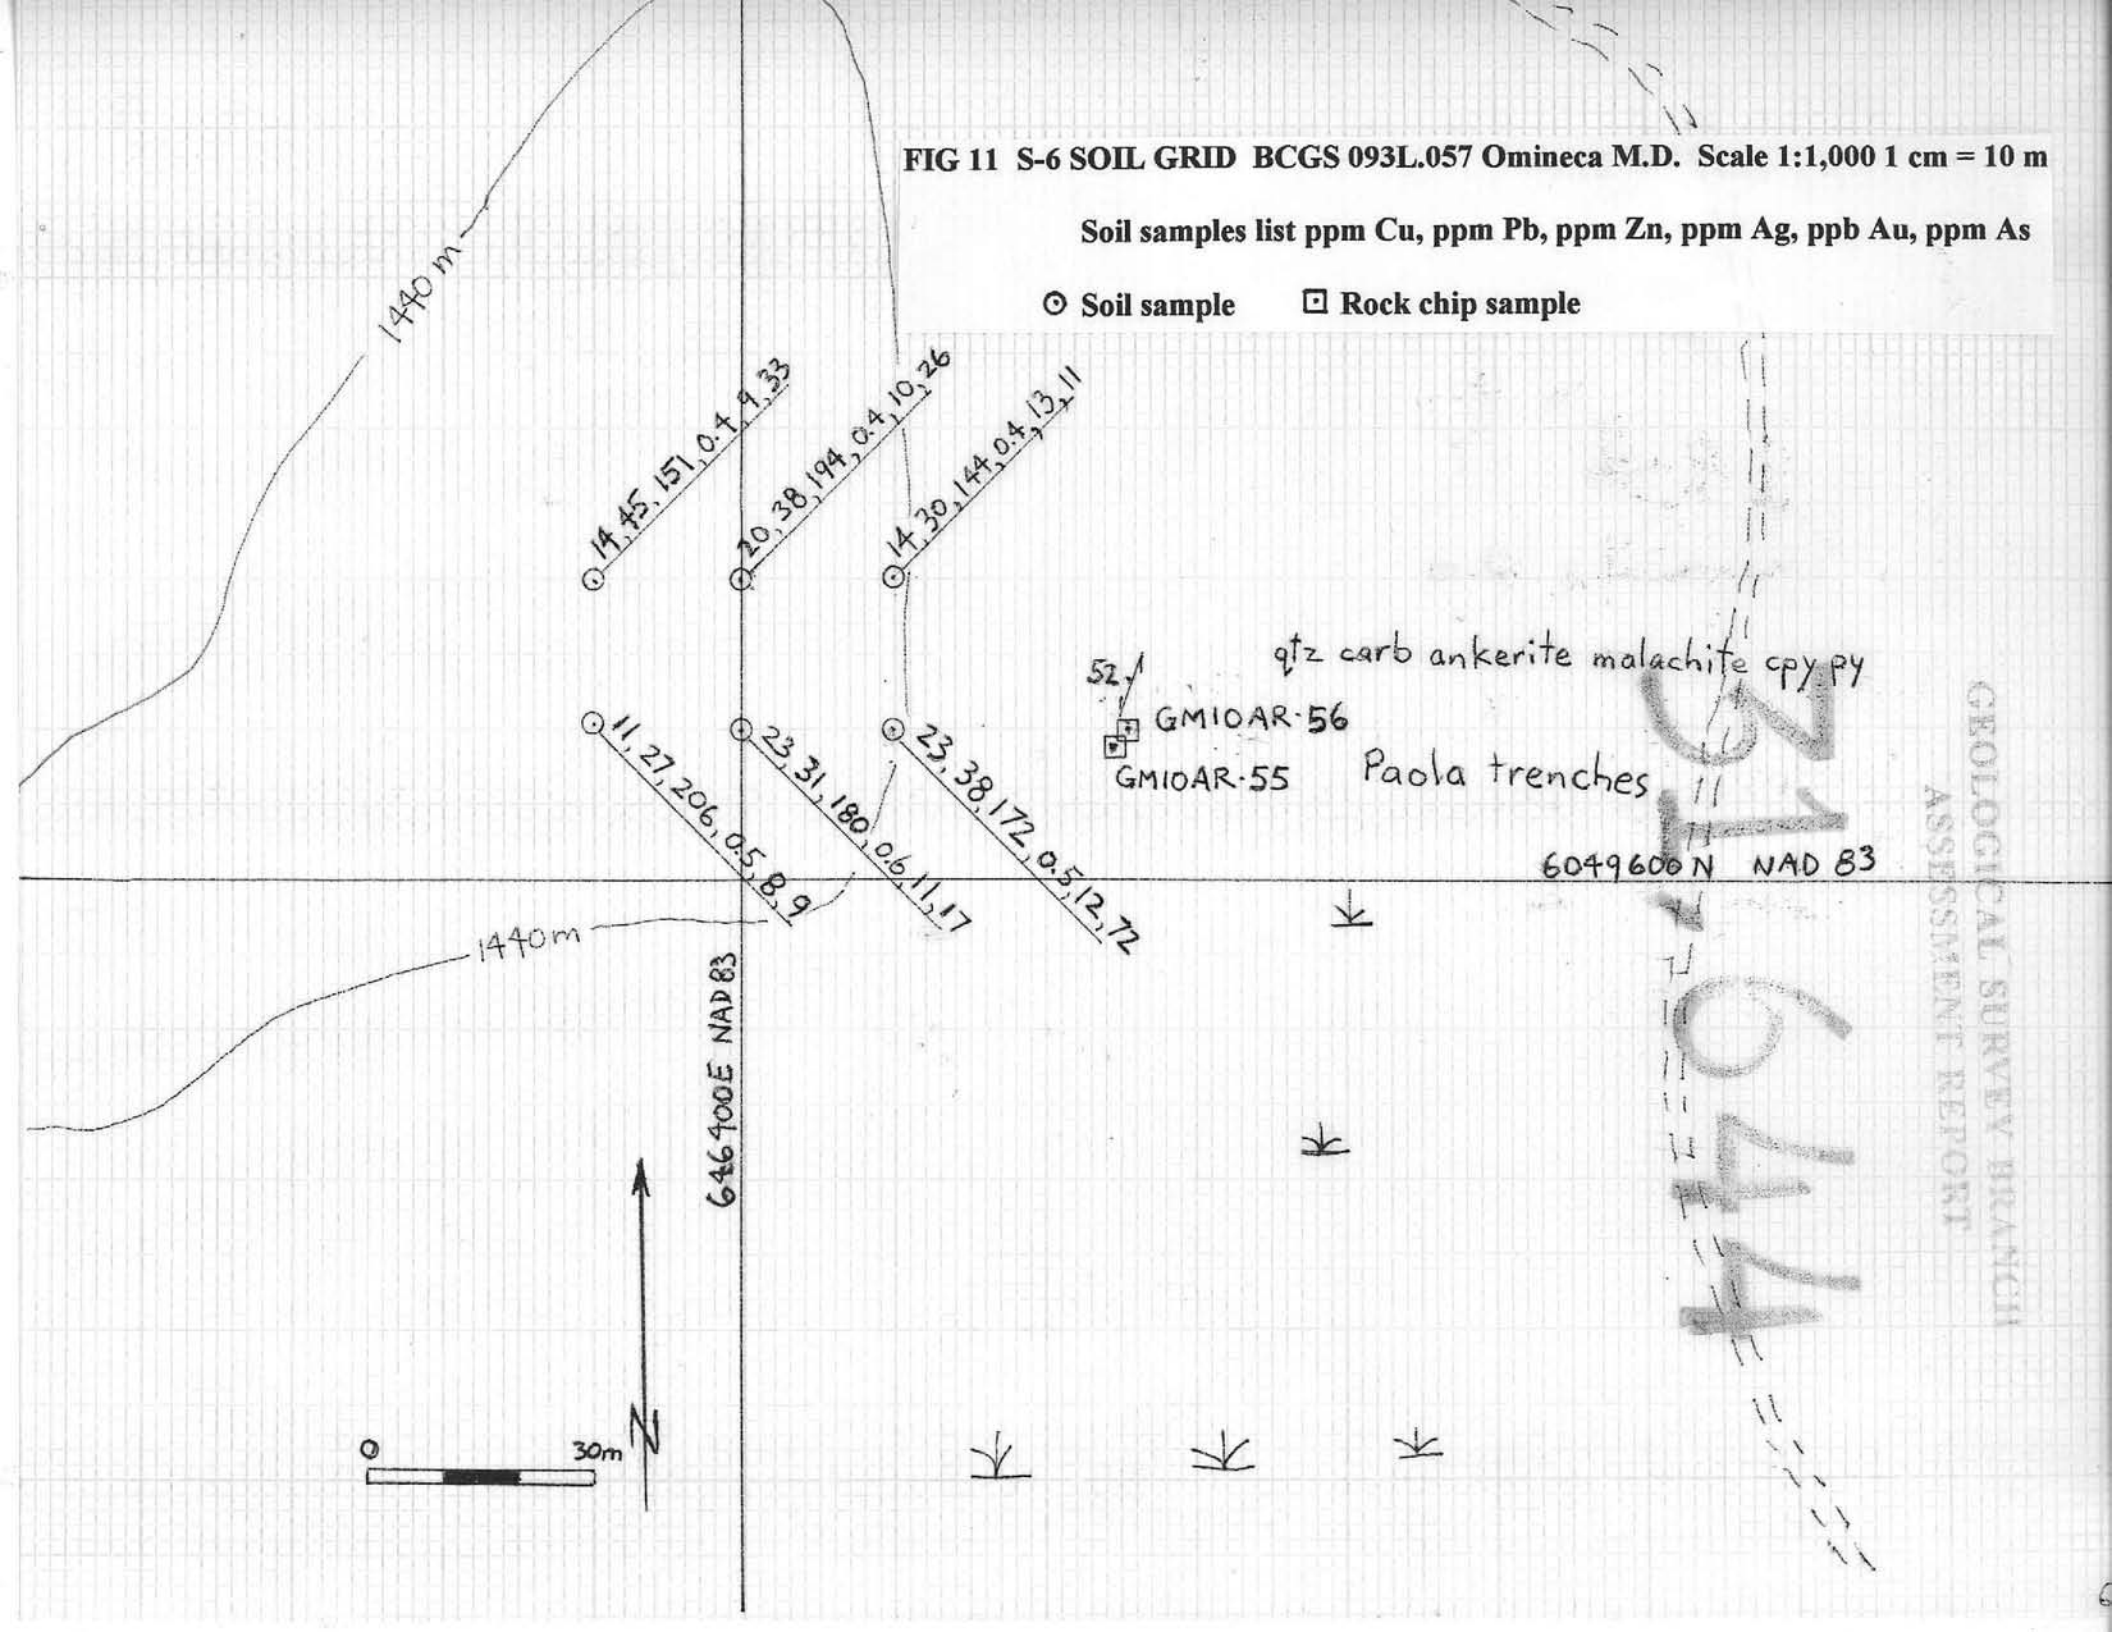 FIG 11 S-6 SOIL GRID BCGS 093L.057 Omineca M.D. Scale 1:1,000 1 cm = 10 m
Soil samples list ppm Cu, ppm Pb, ppm Zn, ppm Ag, ppb Au, ppm As
Soil sample
Rock chip sample
1440 m
14, 45, 151, 0.4, 9, 33
20, 38, 194, 0.4, 10, 26
14, 30, 144, 0.4, 13, 11
qtz carb ankerite malachite cpy py
52
GM10AR-56
GM10AR-55
Paola trenches
11, 27, 206, 0.5, 8, 9
23, 31, 180, 0.6, 11, 17
23, 38, 172, 0.5, 12, 72
6049600N NAD 83
1440m
646400E NAD83
GEOLOGICAL SURVEY BRANCH
ASSESSMENT REPORT
31,644
0 30m
N